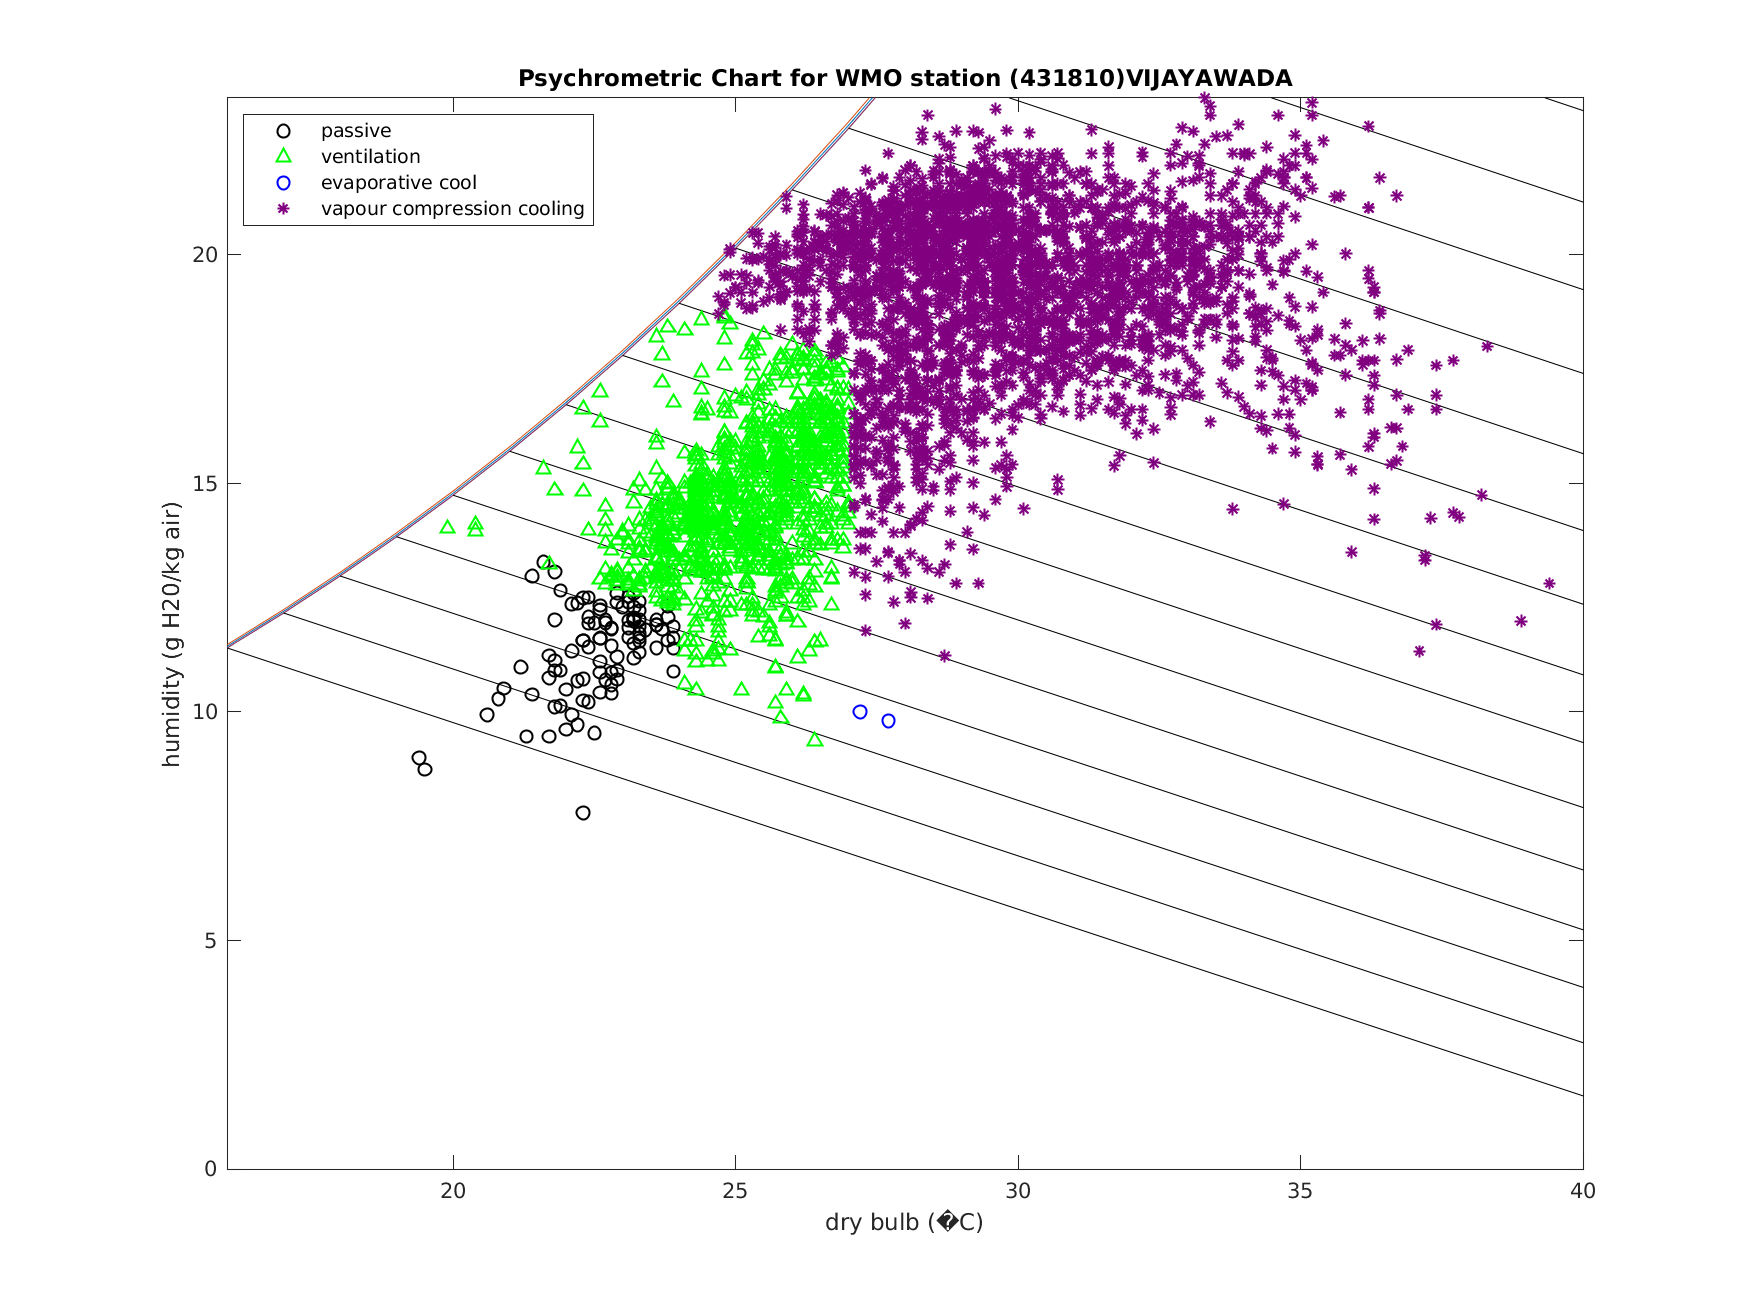 Psychrometric Chart for WMO station (431810)VIJAYAWADA
passive
ventilation
evaporative cool
vapour compression cooling
humidity (g H20/kg air)
20
15
10
5
0
20
25
30
35
40
dry bulb (�C)